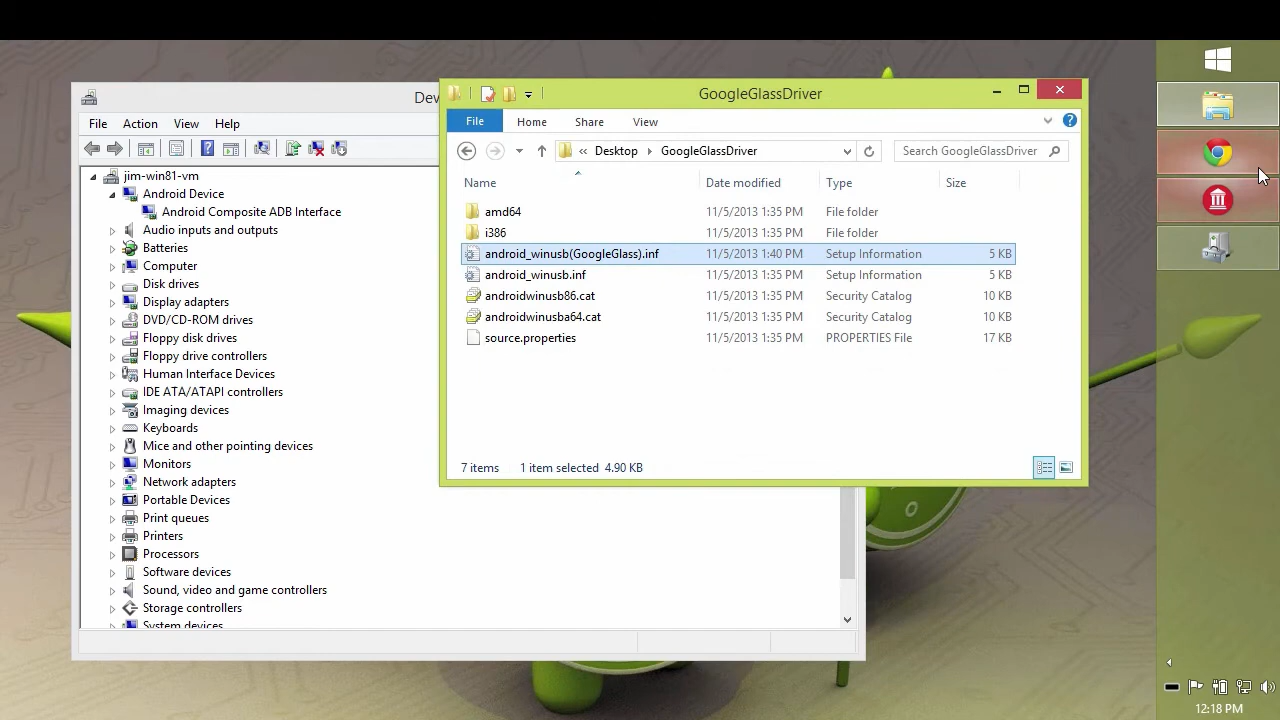 Dev
File Action View Help
jim-win81-vm
Android Device
Android Composite ADB Interface
Audio inputs and outputs
Batteries
Computer
Disk drives
Display adapters
DVD/CD-ROM drives
Floppy disk drives
Floppy drive controllers
Human Interface Devices
IDE ATA/ATAPI controllers
Imaging devices
Keyboards
Mice and other pointing devices
Monitors
Network adapters
Portable Devices
Print queues
Printers
Processors
Software devices
Sound, video and game controllers
Storage controllers
System devices
GoogleGlassDriver
File Home Share View
« Desktop GoogleGlassDriver Search GoogleGlassDriver
Name Date modified Type Size
amd64 11/5/2013 1:35 PM File folder
i386 11/5/2013 1:35 PM File folder
android_winusb(GoogleGlass).inf 11/5/2013 1:40 PM Setup Information 5 KB
android_winusb.inf 11/5/2013 1:35 PM Setup Information 5 KB
androidwinusb86.cat 11/5/2013 1:35 PM Security Catalog 10 KB
androidwinusba64.cat 11/5/2013 1:35 PM Security Catalog 10 KB
source.properties 11/5/2013 1:35 PM PROPERTIES File 17 KB
7 items 1 item selected 4.90 KB
12:18 PM